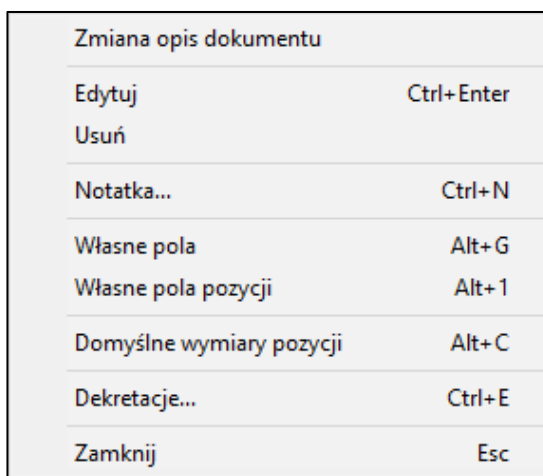 Zmiana opis dokumentu
Edytuj Ctrl+Enter
Usuń
Notatka... Ctrl+N
Własne pola Alt+G
Własne pola pozycji Alt+1
Domyślne wymiary pozycji Alt+C
Dekretacje... Ctrl+E
Zamknij Esc